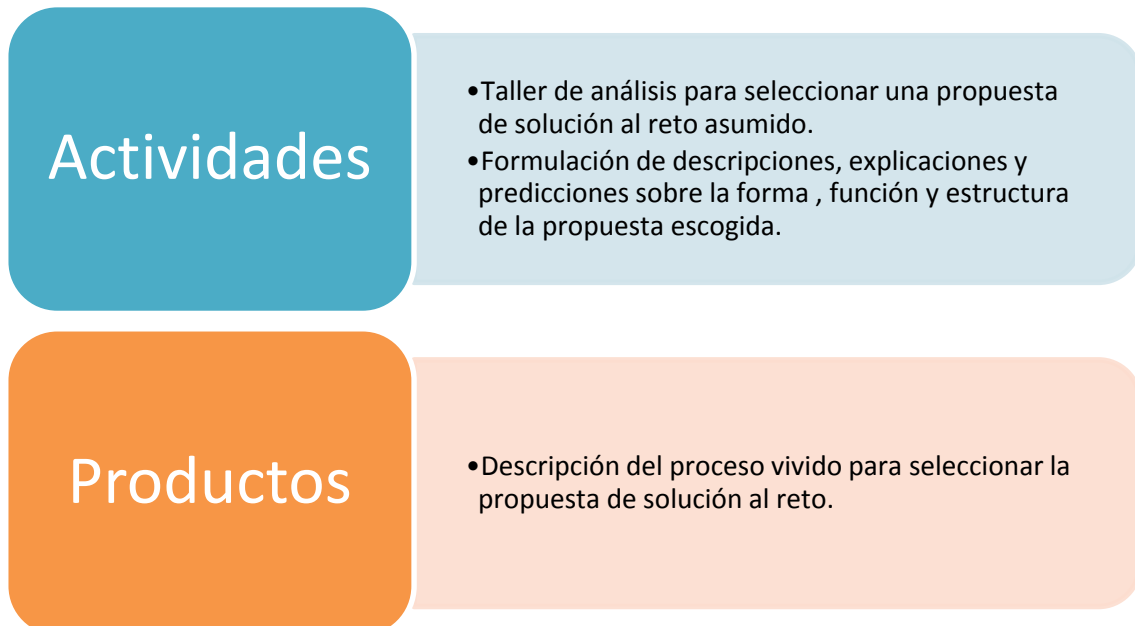 Actividades
•Taller de análisis para seleccionar una propuesta
de solución al reto asumido.
•Formulación de descripciones, explicaciones y
predicciones sobre la forma , función y estructura
de la propuesta escogida.
Productos
•Descripción del proceso vivido para seleccionar la
propuesta de solución al reto.